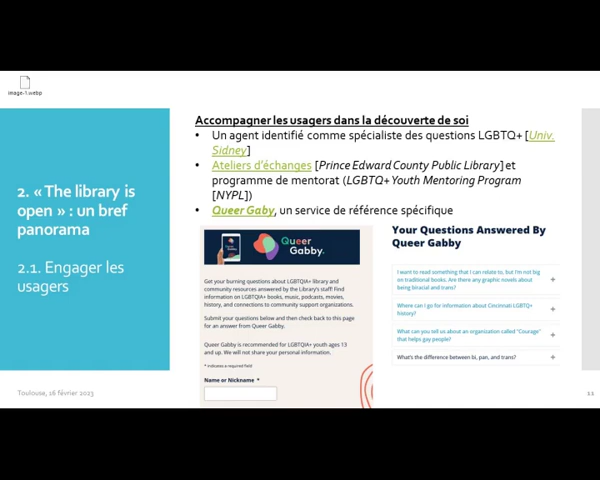 image-1.webp
Accompagner les usagers dans la découverte de soi
• Un agent identifié comme spécialiste des questions LGBTQ+ [Univ.
Sidney]
• Ateliers d'échanges [Prince Edward County Public Library] et
programme de mentorat (LGBTQ+ Youth Mentoring Program
[NYPL])
• Queer Gaby, un service de référence spécifique
2. « The library is
open » : un bref
panorama
2.1. Engager les
usagers
Queer
Gabby.
Get your burning questions about LGBTQIA+ library and
community resources answered by the Library's staff! Find
information on LGBTQIA+ books, music, podcasts, movies,
history, and connections to community support organizations.
Submit your questions below and then check back to this page
for an answer from Queer Gabby.
Queer Gabby is recommended for LGBTQIA+ youth ages 13
and up. We will not share your personal information.
* indicates a required field
Name or Nickname *
Your Questions Answered By
Queer Gabby
I want to read something that I can relate to, but I'm not big
on traditional books. Are there any graphic novels about
being biracial and trans?
Where can I go for information about Cincinnati LGBTQ+
history?
What can you tell us about an organization called "Courage"
that helps gay people?
What's the difference between bi, pan, and trans?
Toulouse, 16 février 2023
11